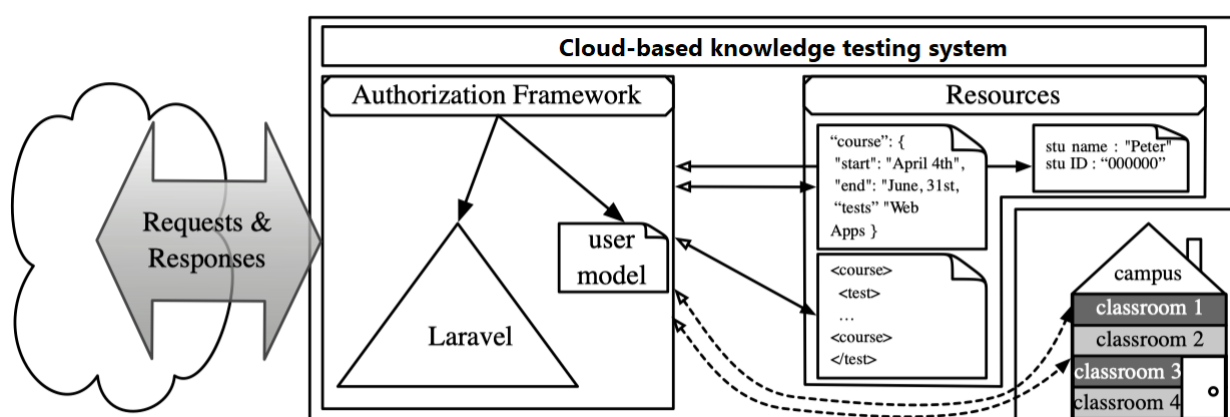 Cloud-based knowledge testing system
Authorization Framework
Resources
Requests &
Responses
Laravel
user
model
“course”: {
"start": "April 4th",
"end": "June, 31st,
“tests” "Web
Apps }
stu name : "Peter"
stu ID : “000000”
<course>
<test>
...
<course>
</test>
campus
classroom 1
classroom 2
classroom 3
classroom 4